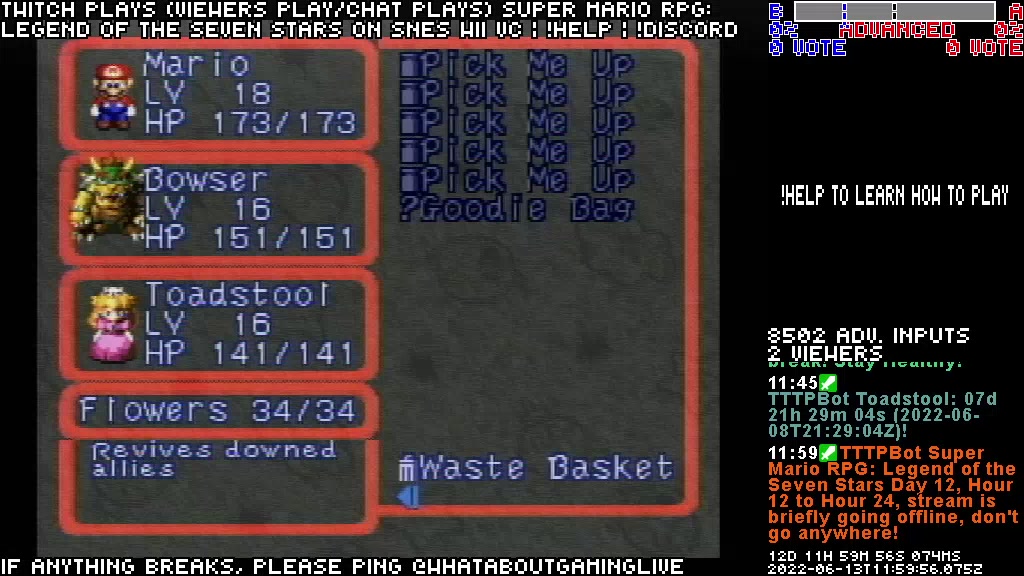 TWITCH PLAYS (VIEWERS PLAY/CHAT PLAYS) SUPER MARIO RPG:
LEGEND OF THE SEVEN STARS ON SNES WII VC | !HELP | !DISCORD
Mario
LV 18
HP 173/173
Bowser
LV 16
HP 151/151
Toadstool
LV 16
HP 141/141
Flowers 34/34
Revives downed
allies
Pick Me Up
Pick Me Up
Pick Me Up
Pick Me Up
Pick Me Up
?Goodie Bag
Waste Basket
IF ANYTHING BREAKS, PLEASE PING @WHATABOUTGAMINGLIVE
B A
0% ADVANCED 0%
0 VOTE 0 VOTE
!HELP TO LEARN HOW TO PLAY
8502 ADV. INPUTS
2 VIEWERS
break. Stay Healthy!
11:45
TTTPBot Toadstool: 07d
21h 29m 04s (2022-06-
08T21:29:04Z)!
11:59 TTTPBot Super
Mario RPG: Legend of the
Seven Stars Day 12, Hour
12 to Hour 24, stream is
briefly going offline, don't
go anywhere!
12D 11H 59M 56S 074MS
2022-06-13T11:59:56.075Z